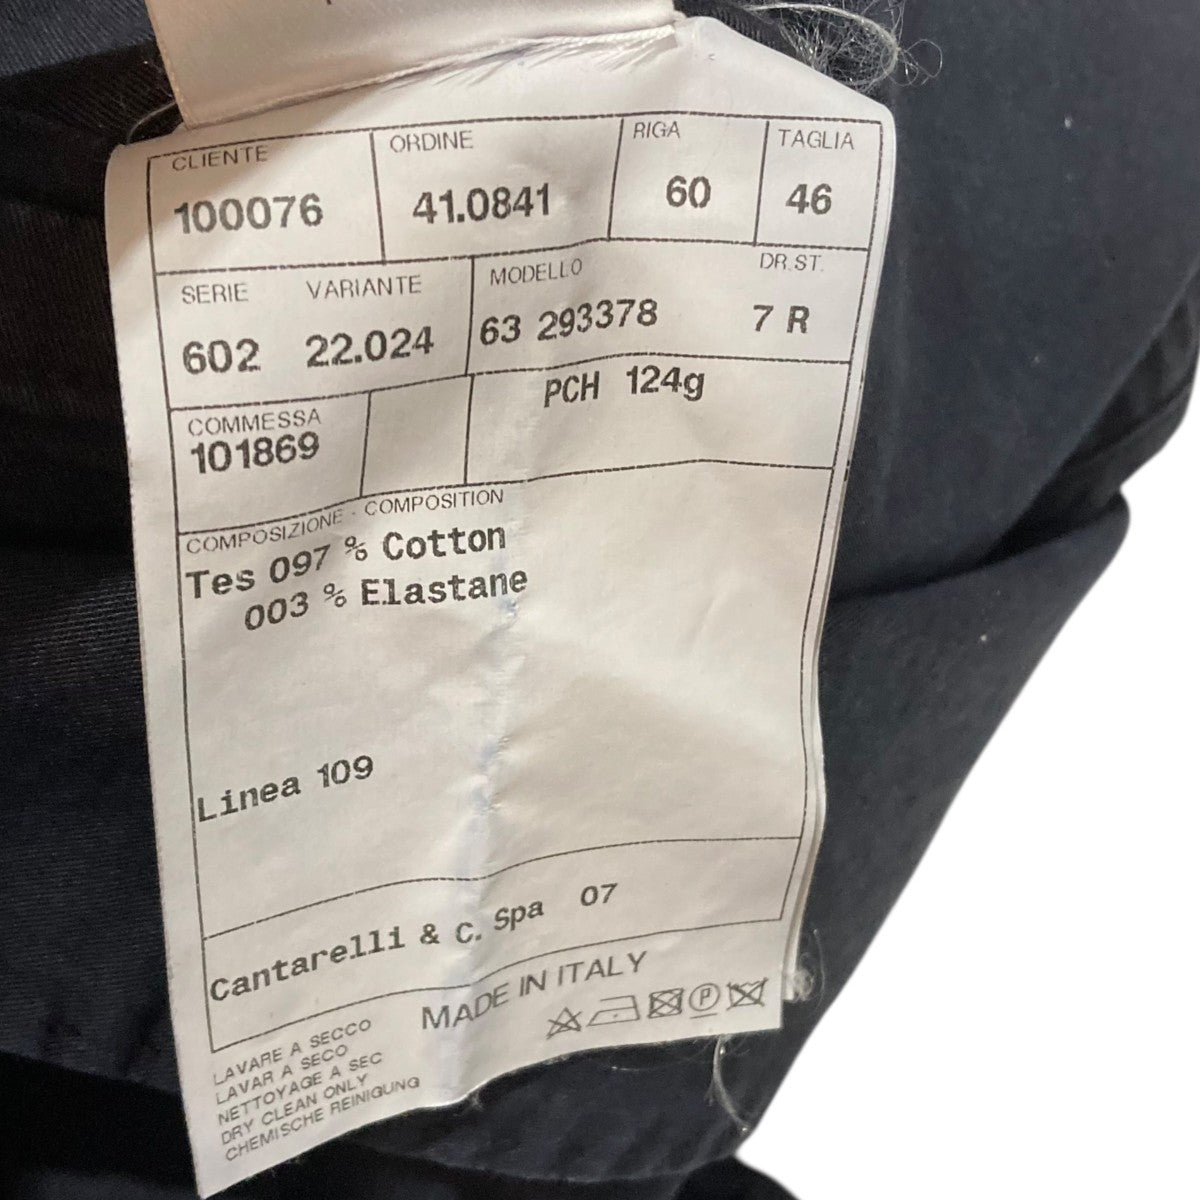 CLIENTE ORDINE RIGA TAGLIA
100076 41.0841 60 46
SERIE VARIANTE MODELLO DR.ST.
602 22.024 63 293378 7 R
COMMESSA PCH 124g
101869
COMPOSIZIONE - COMPOSITION
Tes 097 % Cotton
003 % Elastane
Linea 109
Cantarelli & C. Spa 07
MADE IN ITALY
P
LAVARE A SECCO
LAVAR A SECO
NETTOYAGE A SEC
DRY CLEAN ONLY
CHEMISCHE REINIGUNG